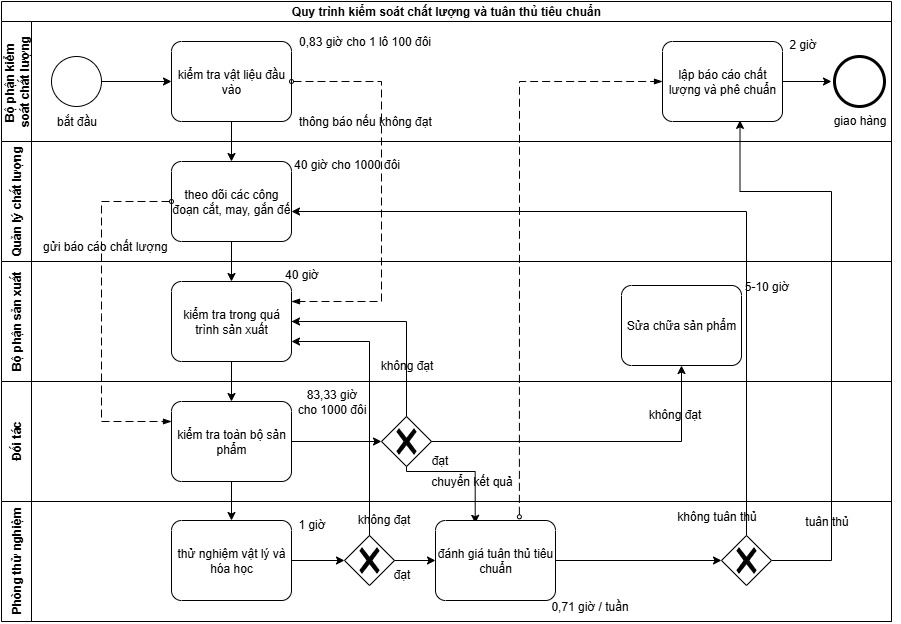 Quy trình kiểm soát chất lượng và tuân thủ tiêu chuẩn
Bộ phận kiểm
soát chất lượng
bắt đầu
kiểm tra vật liệu đầu
vào
0,83 giờ cho 1 lô 100 đôi
thông báo nếu không đạt
lập báo cáo chất
lượng và phê chuẩn
2 giờ
giao hàng
Quản lý chất lượng
theo dõi các công
đoạn cắt, may, gắn đế
40 giờ cho 1000 đôi
gửi báo cáo chất lượng
Bộ phận sản xuất
kiểm tra trong quá
trình sản xuất
40 giờ
Sửa chữa sản phẩm
5-10 giờ
không đạt
Đối tác
kiểm tra toàn bộ sản
phẩm
83,33 giờ
cho 1000 đôi
không đạt
đạt
chuyển kết quả
Phòng thử nghiệm
thử nghiệm vật lý và
hóa học
1 giờ
không đạt
đạt
đánh giá tuân thủ tiêu
chuẩn
0,71 giờ / tuần
không tuân thủ
tuân thủ